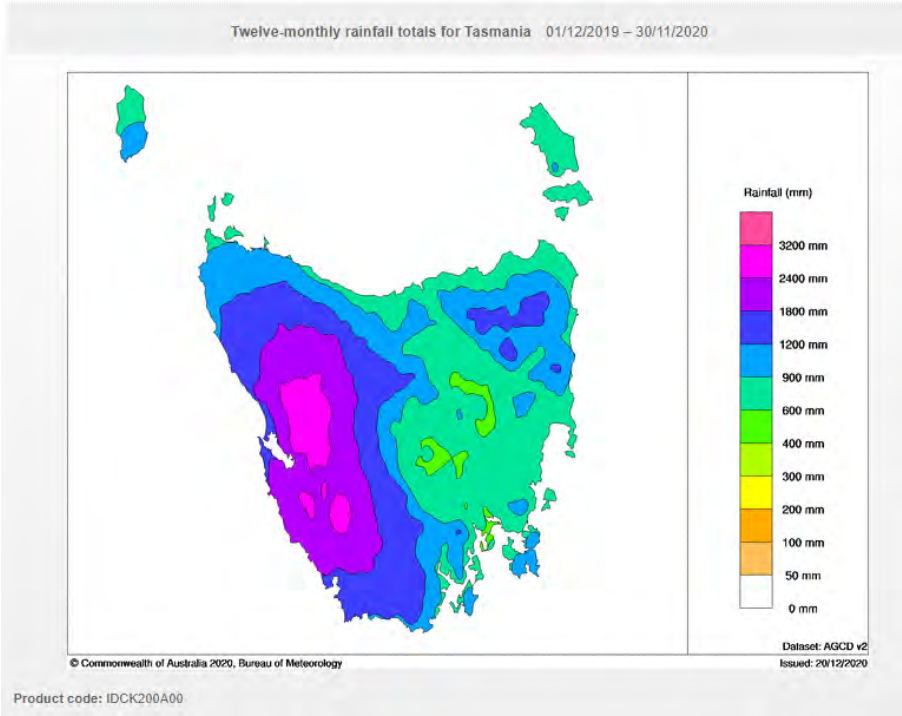 Twelve-monthly rainfall totals for Tasmania 01/12/2019 – 30/11/2020
Rainfall (mm)
3200 mm
2400 mm
1800 mm
1200 mm
900 mm
600 mm
400 mm
300 mm
200 mm
100 mm
50 mm
0 mm
Dataset: AGCD v2
© Commonwealth of Australia 2020, Bureau of Meteorology
Issued: 20/12/2020
Product code: IDCK200A00